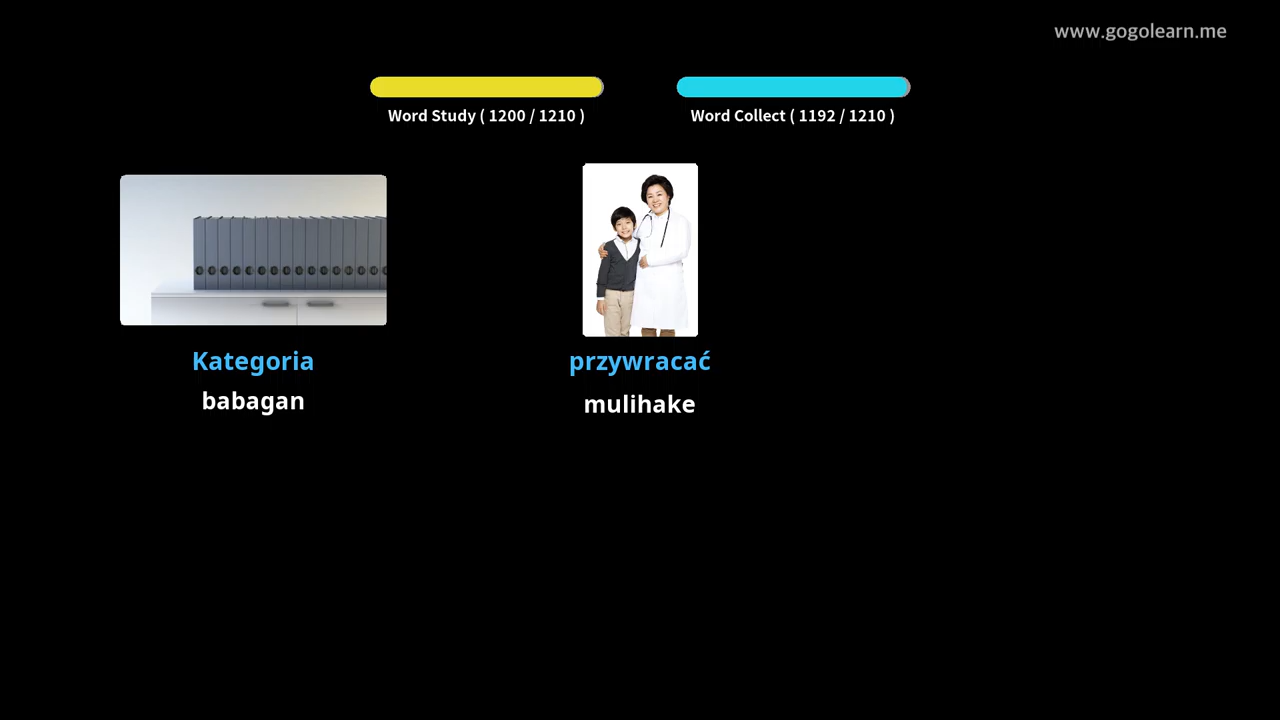 www.gogolearn.me
Word Study ( 1200 / 1210 )
Word Collect ( 1192 / 1210 )
Kategoria
babagan
przywracać
mulihake